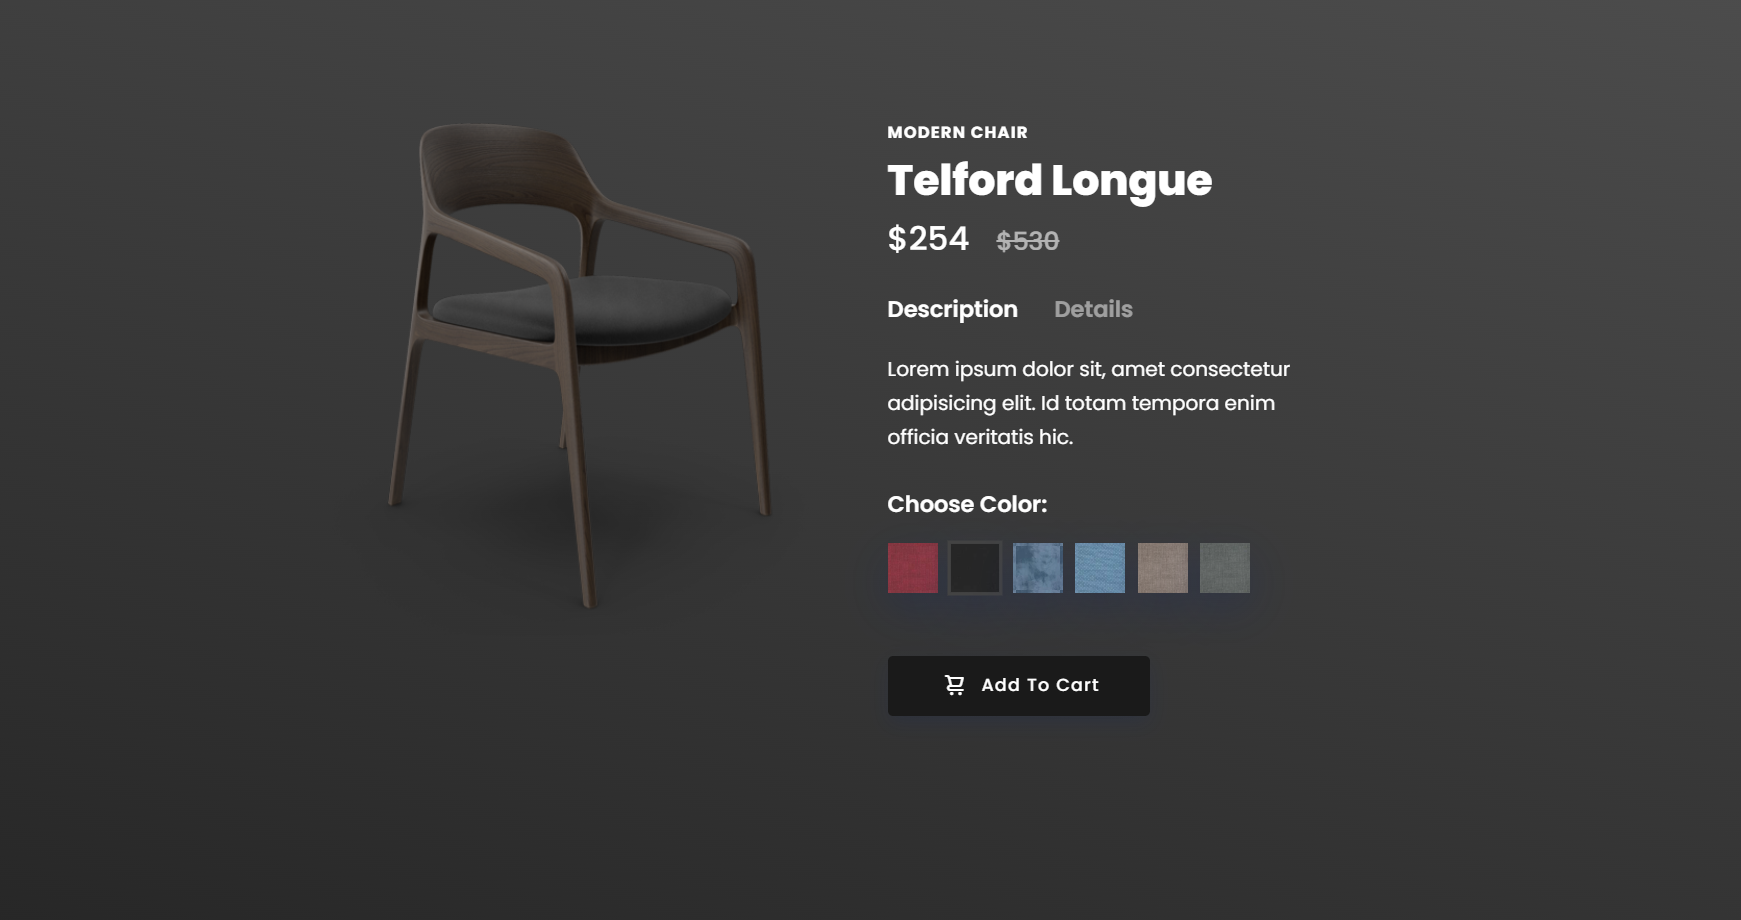 MODERN CHAIR
Telford Longue
$254 $530
Description Details
Lorem ipsum dolor sit, amet consectetur
adipisicing elit. Id totam tempora enim
officia veritatis hic.
Choose Color:
Add To Cart